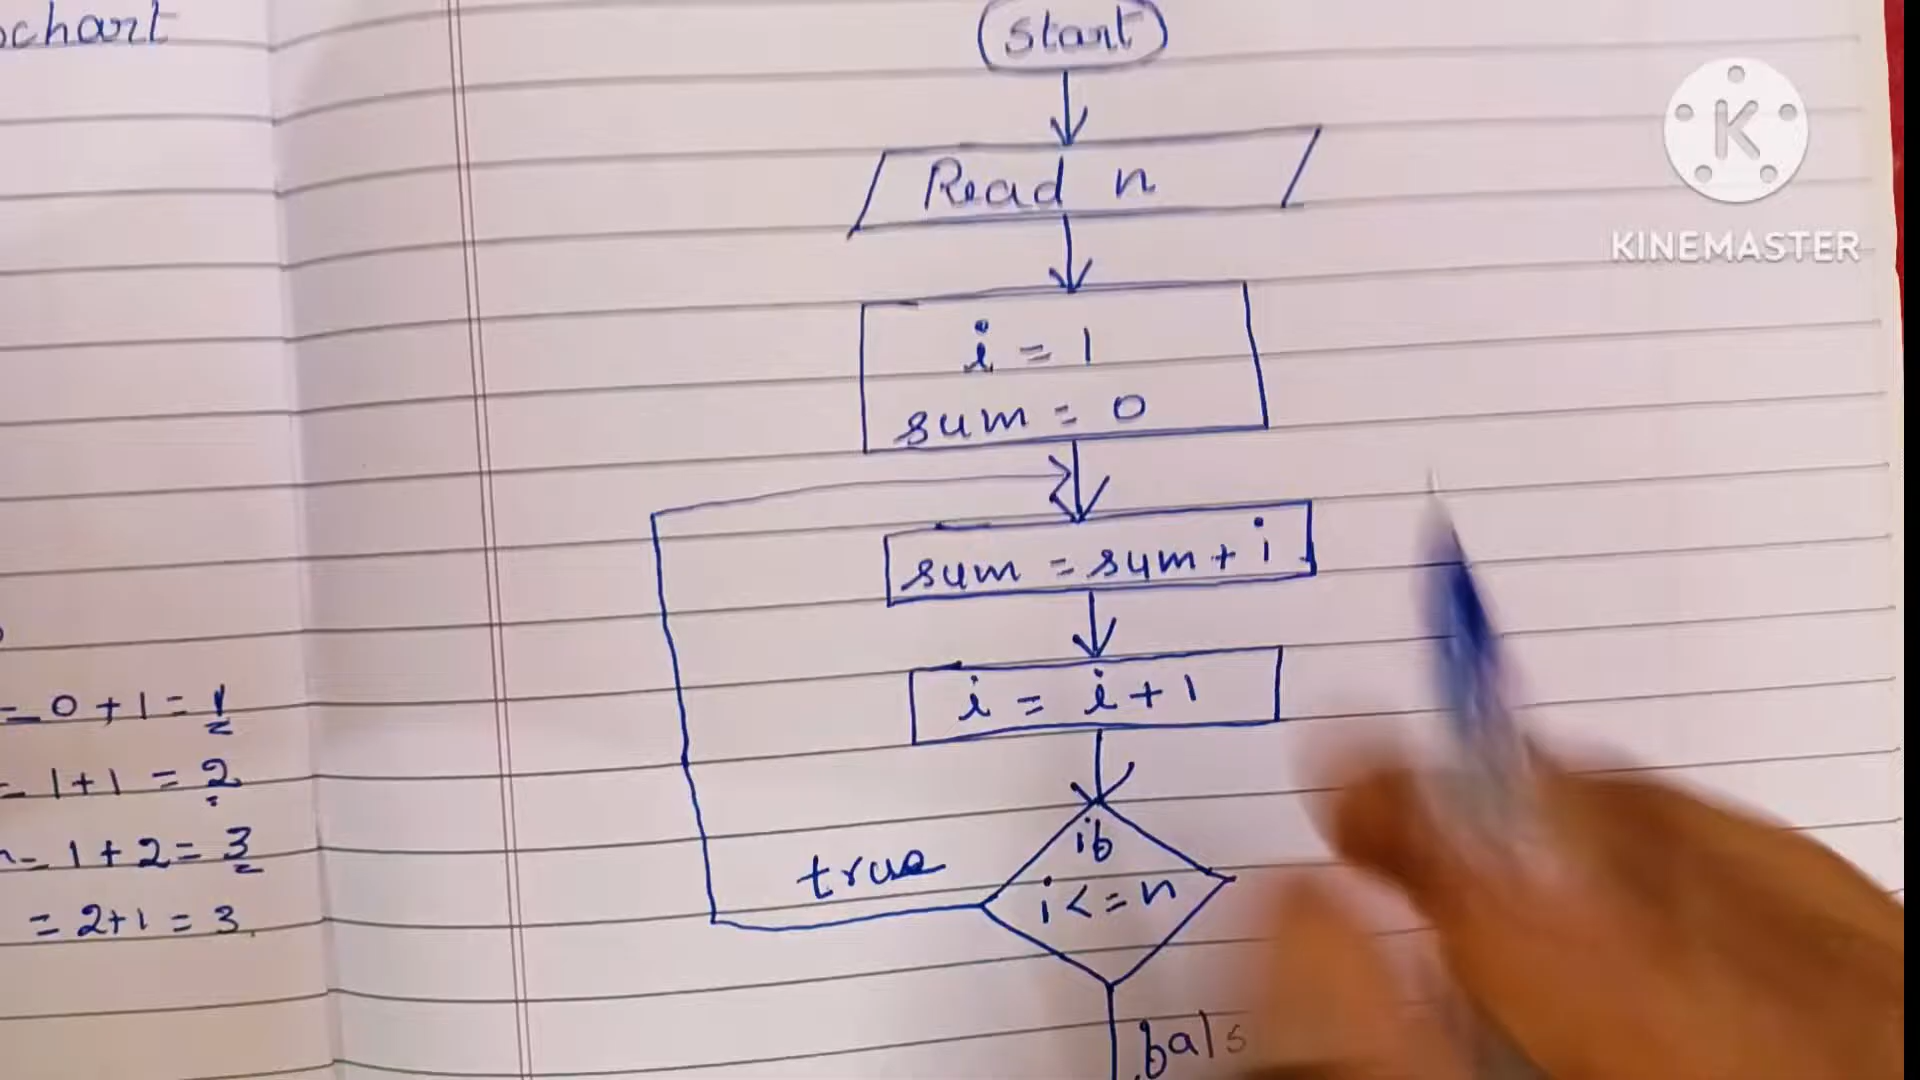 start
Read n
i = 1
sum = 0
sum = sum + i
i = i + 1
if
i <= n
true
fals
= 0 + 1 = 1
= 1 + 1 = 2
= 1 + 2 = 3
= 2 + 1 = 3
K
KINEMASTER